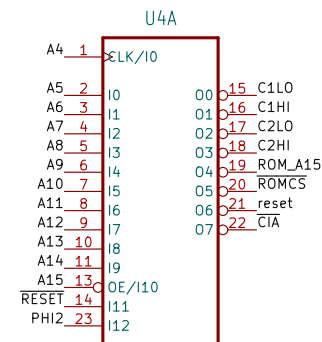 U4A
A4 1 CLK/I0
A5 2 I0 O0 15 C1LO
A6 3 I1 O1 16 C1HI
A7 4 I2 O2 17 C2LO
A8 5 I3 O3 18 C2HI
A9 6 I4 O4 19 ROM_A15
A10 7 I5 O5 20 ROMCS
A11 8 I6 O6 21 reset
A12 9 I7 O7 22 CIA
A13 10 I8
A14 11 I9
A15 13 OE/I10
RESET 14 I11
PHI2 23 I12